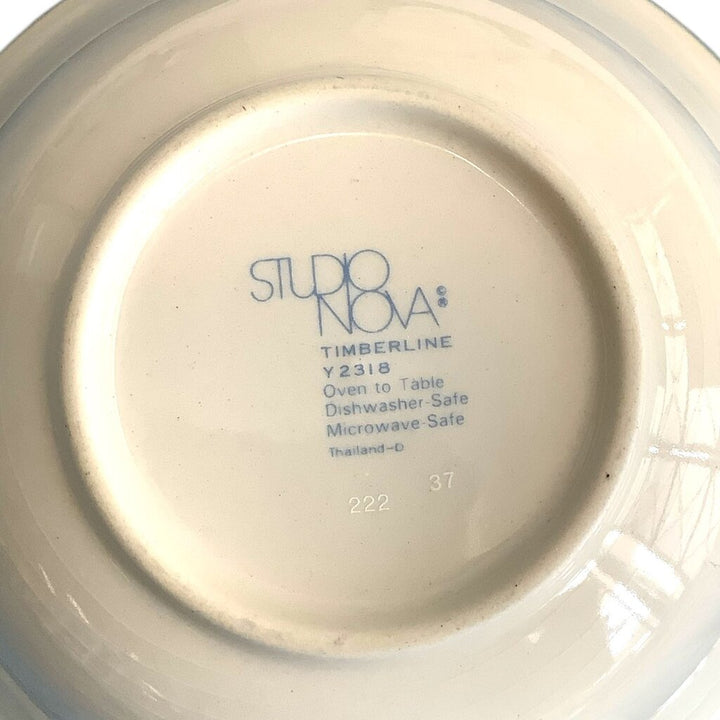 STUDIO
NOVA ©®
TIMBERLINE
Y2318
Oven to Table
Dishwasher-Safe
Microwave-Safe
Thailand-D
222 37